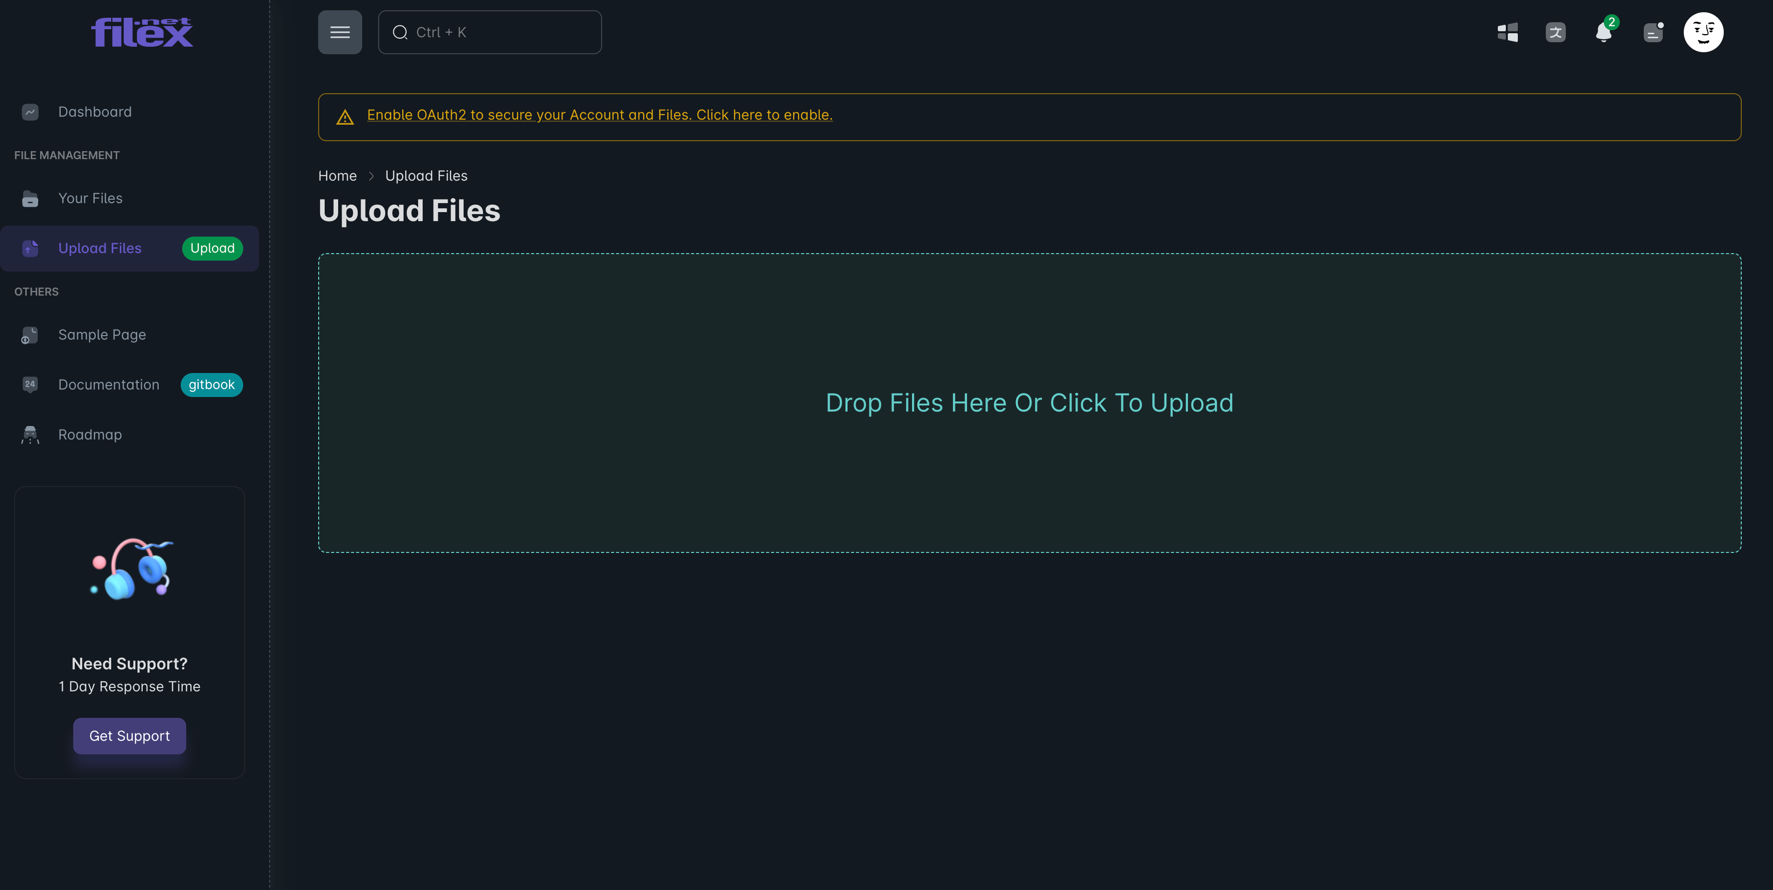 filex.net
Ctrl + K
2
Dashboard
FILE MANAGEMENT
Your Files
Upload Files
Upload
OTHERS
Sample Page
24
Documentation
gitbook
Roadmap
Need Support?
1 Day Response Time
Get Support
Enable OAuth2 to secure your Account and Files. Click here to enable.
Home
Upload Files
Upload Files
Drop Files Here Or Click To Upload